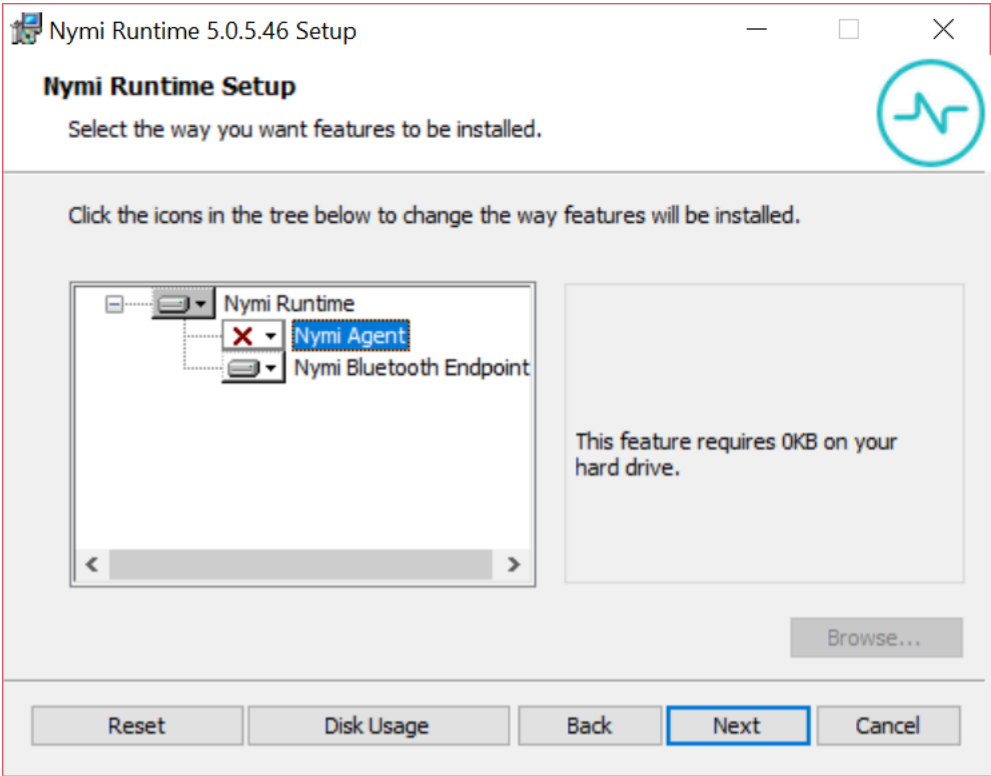 Nymi Runtime 5.0.5.46 Setup
Nymi Runtime Setup
Select the way you want features to be installed.
Click the icons in the tree below to change the way features will be installed.
Nymi Runtime
Nymi Agent
Nymi Bluetooth Endpoint
This feature requires 0KB on your
hard drive.
Browse...
Reset Disk Usage Back Next Cancel